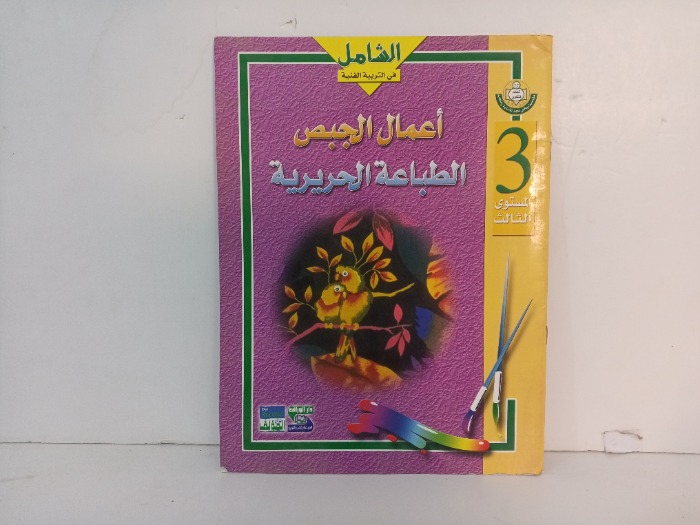 الشامل
في التربية الفنية
أعمال الجبص
الطباعة الحريرية
3
المستوى
الثالث